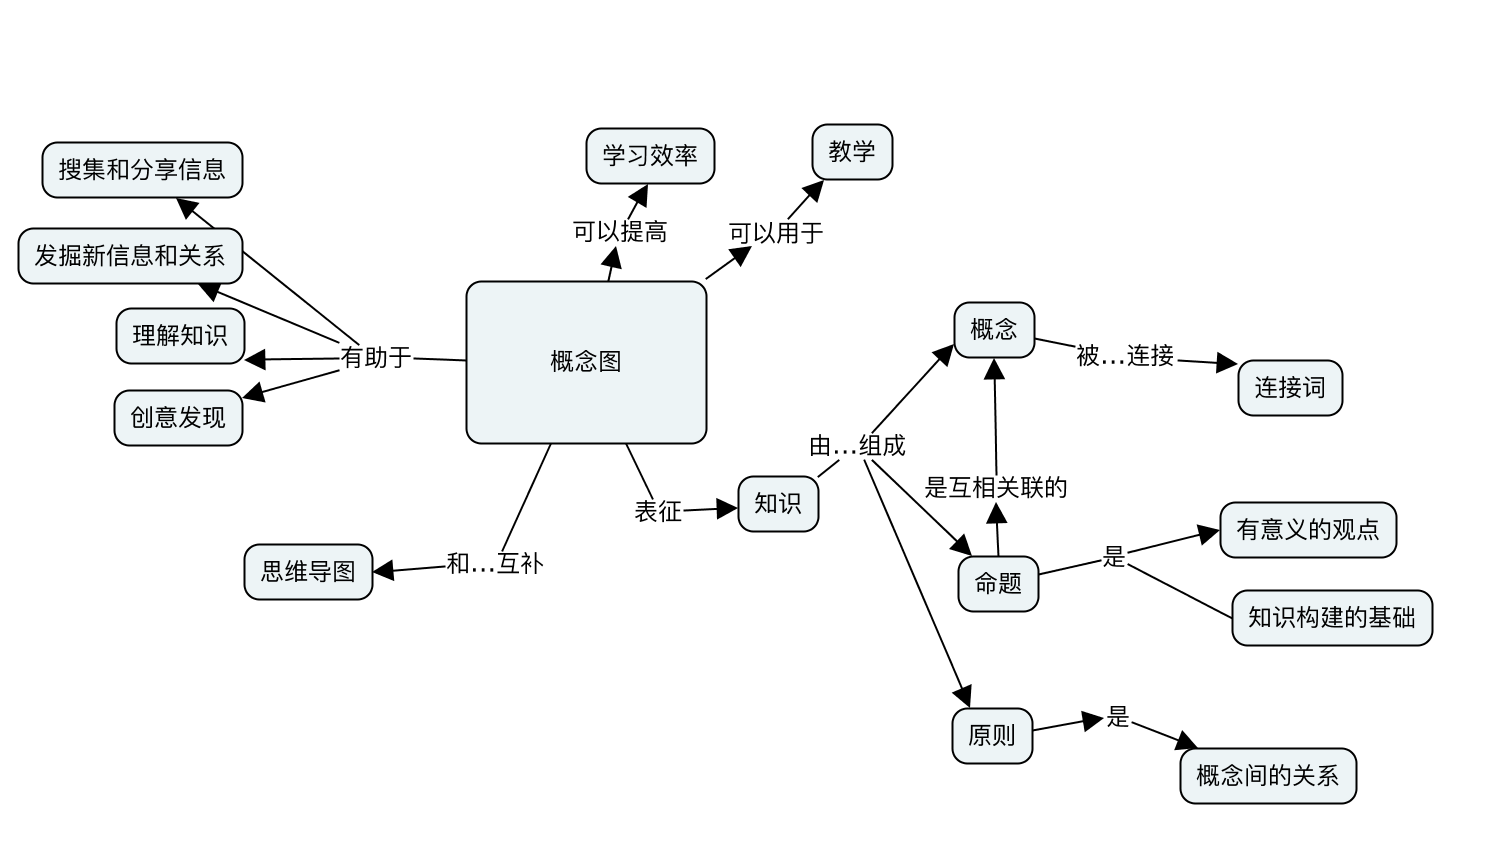 教学
学习效率
搜集和分享信息
可以提高
可以用于
发掘新信息和关系
概念
理解知识
有助于
概念图
被...连接
连接词
创意发现
由...组成
是互相关联的
知识
表征
有意义的观点
和...互补
思维导图
是
命题
知识构建的基础
原则
是
概念间的关系